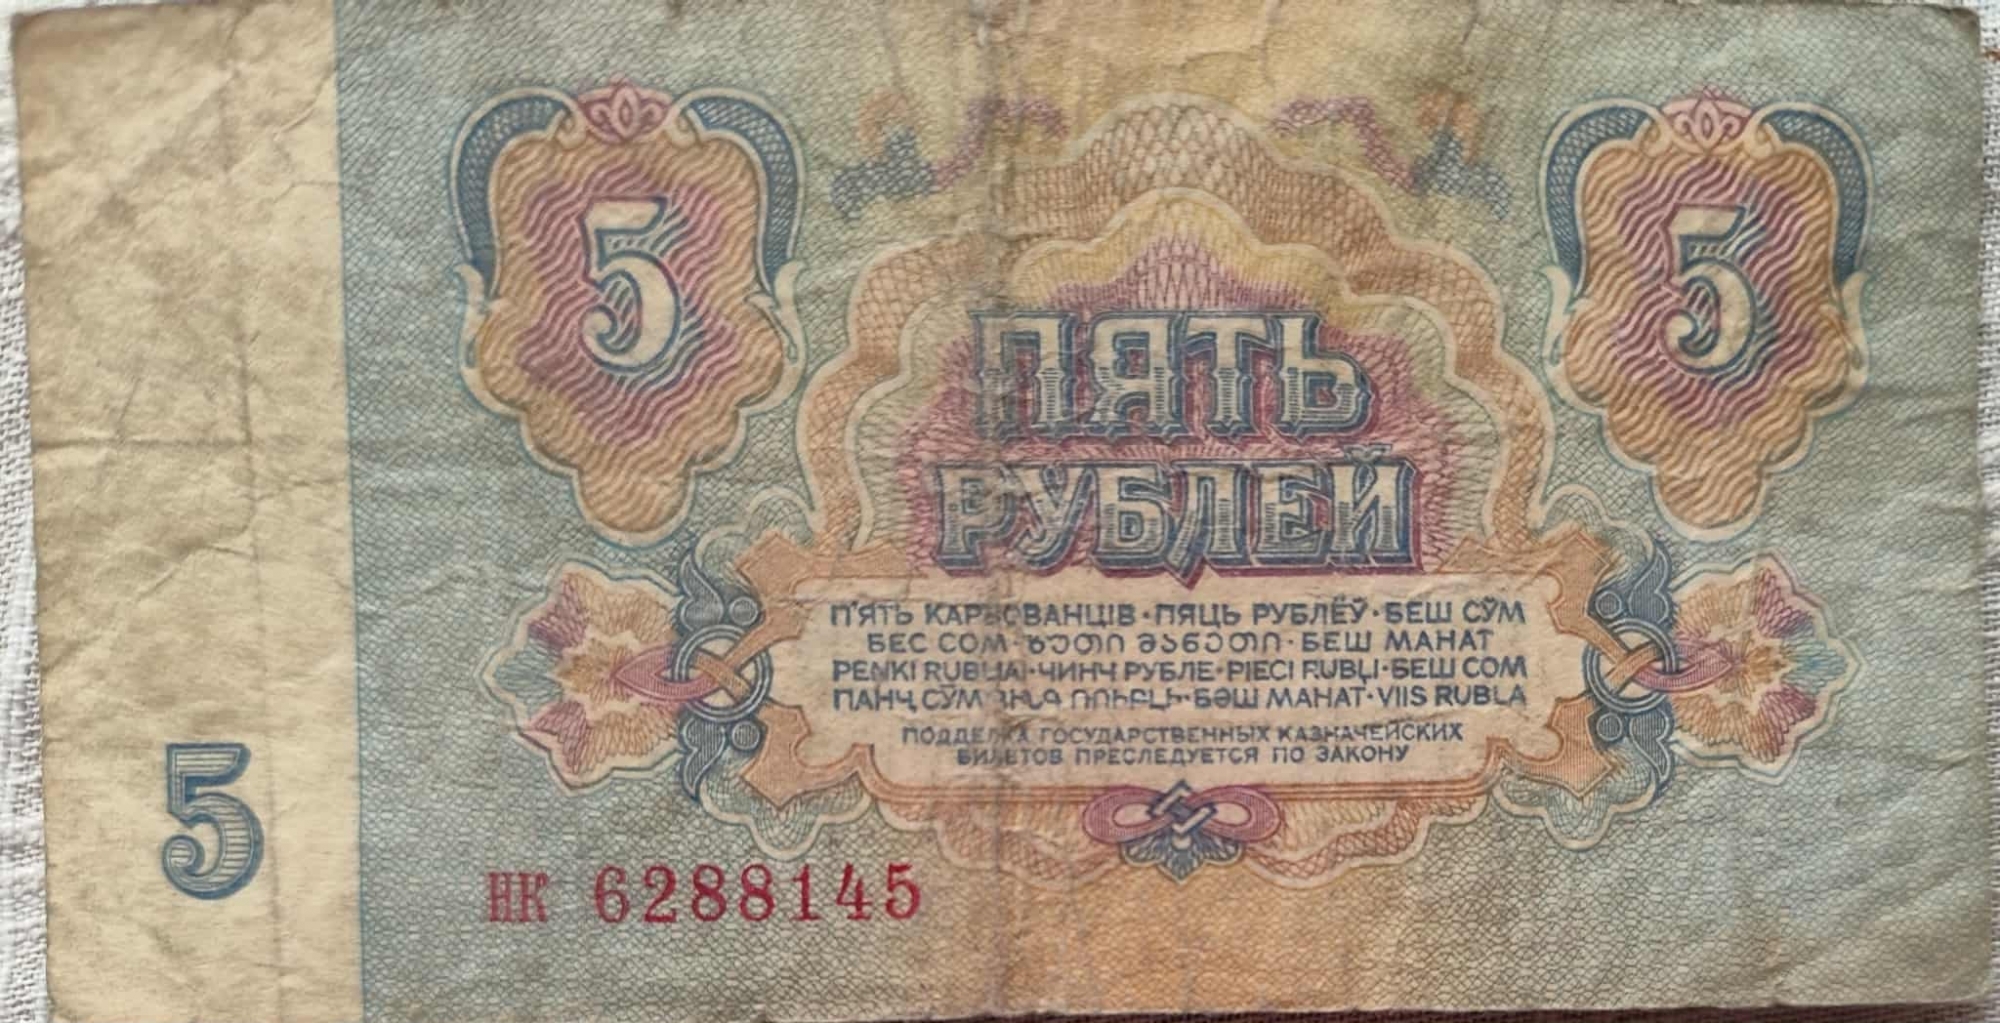 5 5
ПЯТЬ
РУБЛЕЙ
П'ЯТЬ КАРБОВАНЦІВ·ПЯЦЬ РУБЛЁЎ·БЕШ СЎМ
БЕС СОМ·ხუთი მანეთი·БЕШ МАНАТ
PENKI RUBLIAI·ЧИНЧ РУБЛЕ·PIECI RUBĻI·БЕШ СОМ
ПАНҶ СЎМ ՀԻՆԳ ՌՈՒԲԼԻ·БӘШ МАНАТ·VIIS RUBLA
ПОДДЕЛКА ГОСУДАРСТВЕННЫХ КАЗНАЧЕЙСКИХ
БИЛЕТОВ ПРЕСЛЕДУЕТСЯ ПО ЗАКОНУ
5
нк 6288145